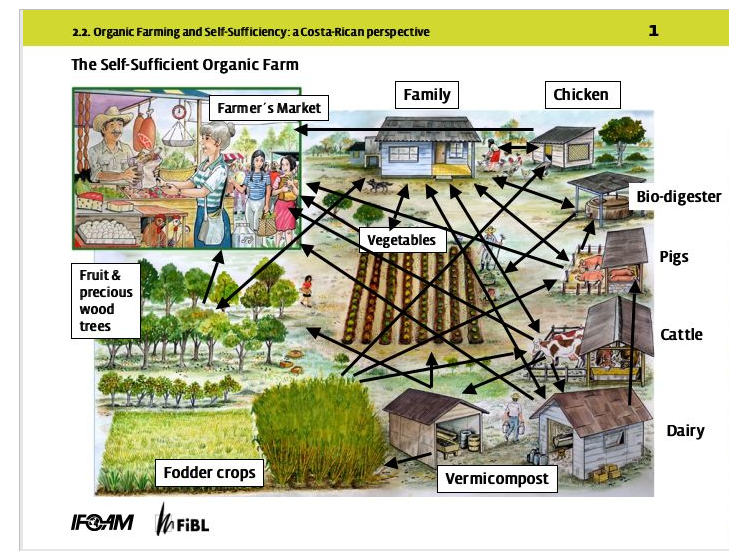 2.2. Organic Farming and Self-Sufficiency: a Costa-Rican perspective
1
The Self-Sufficient Organic Farm
Farmer´s Market
Family
Chicken
Bio-digester
Vegetables
Pigs
Fruit &
precious
wood
trees
Cattle
Dairy
Fodder crops
Vermicompost
IFOAM
FiBL